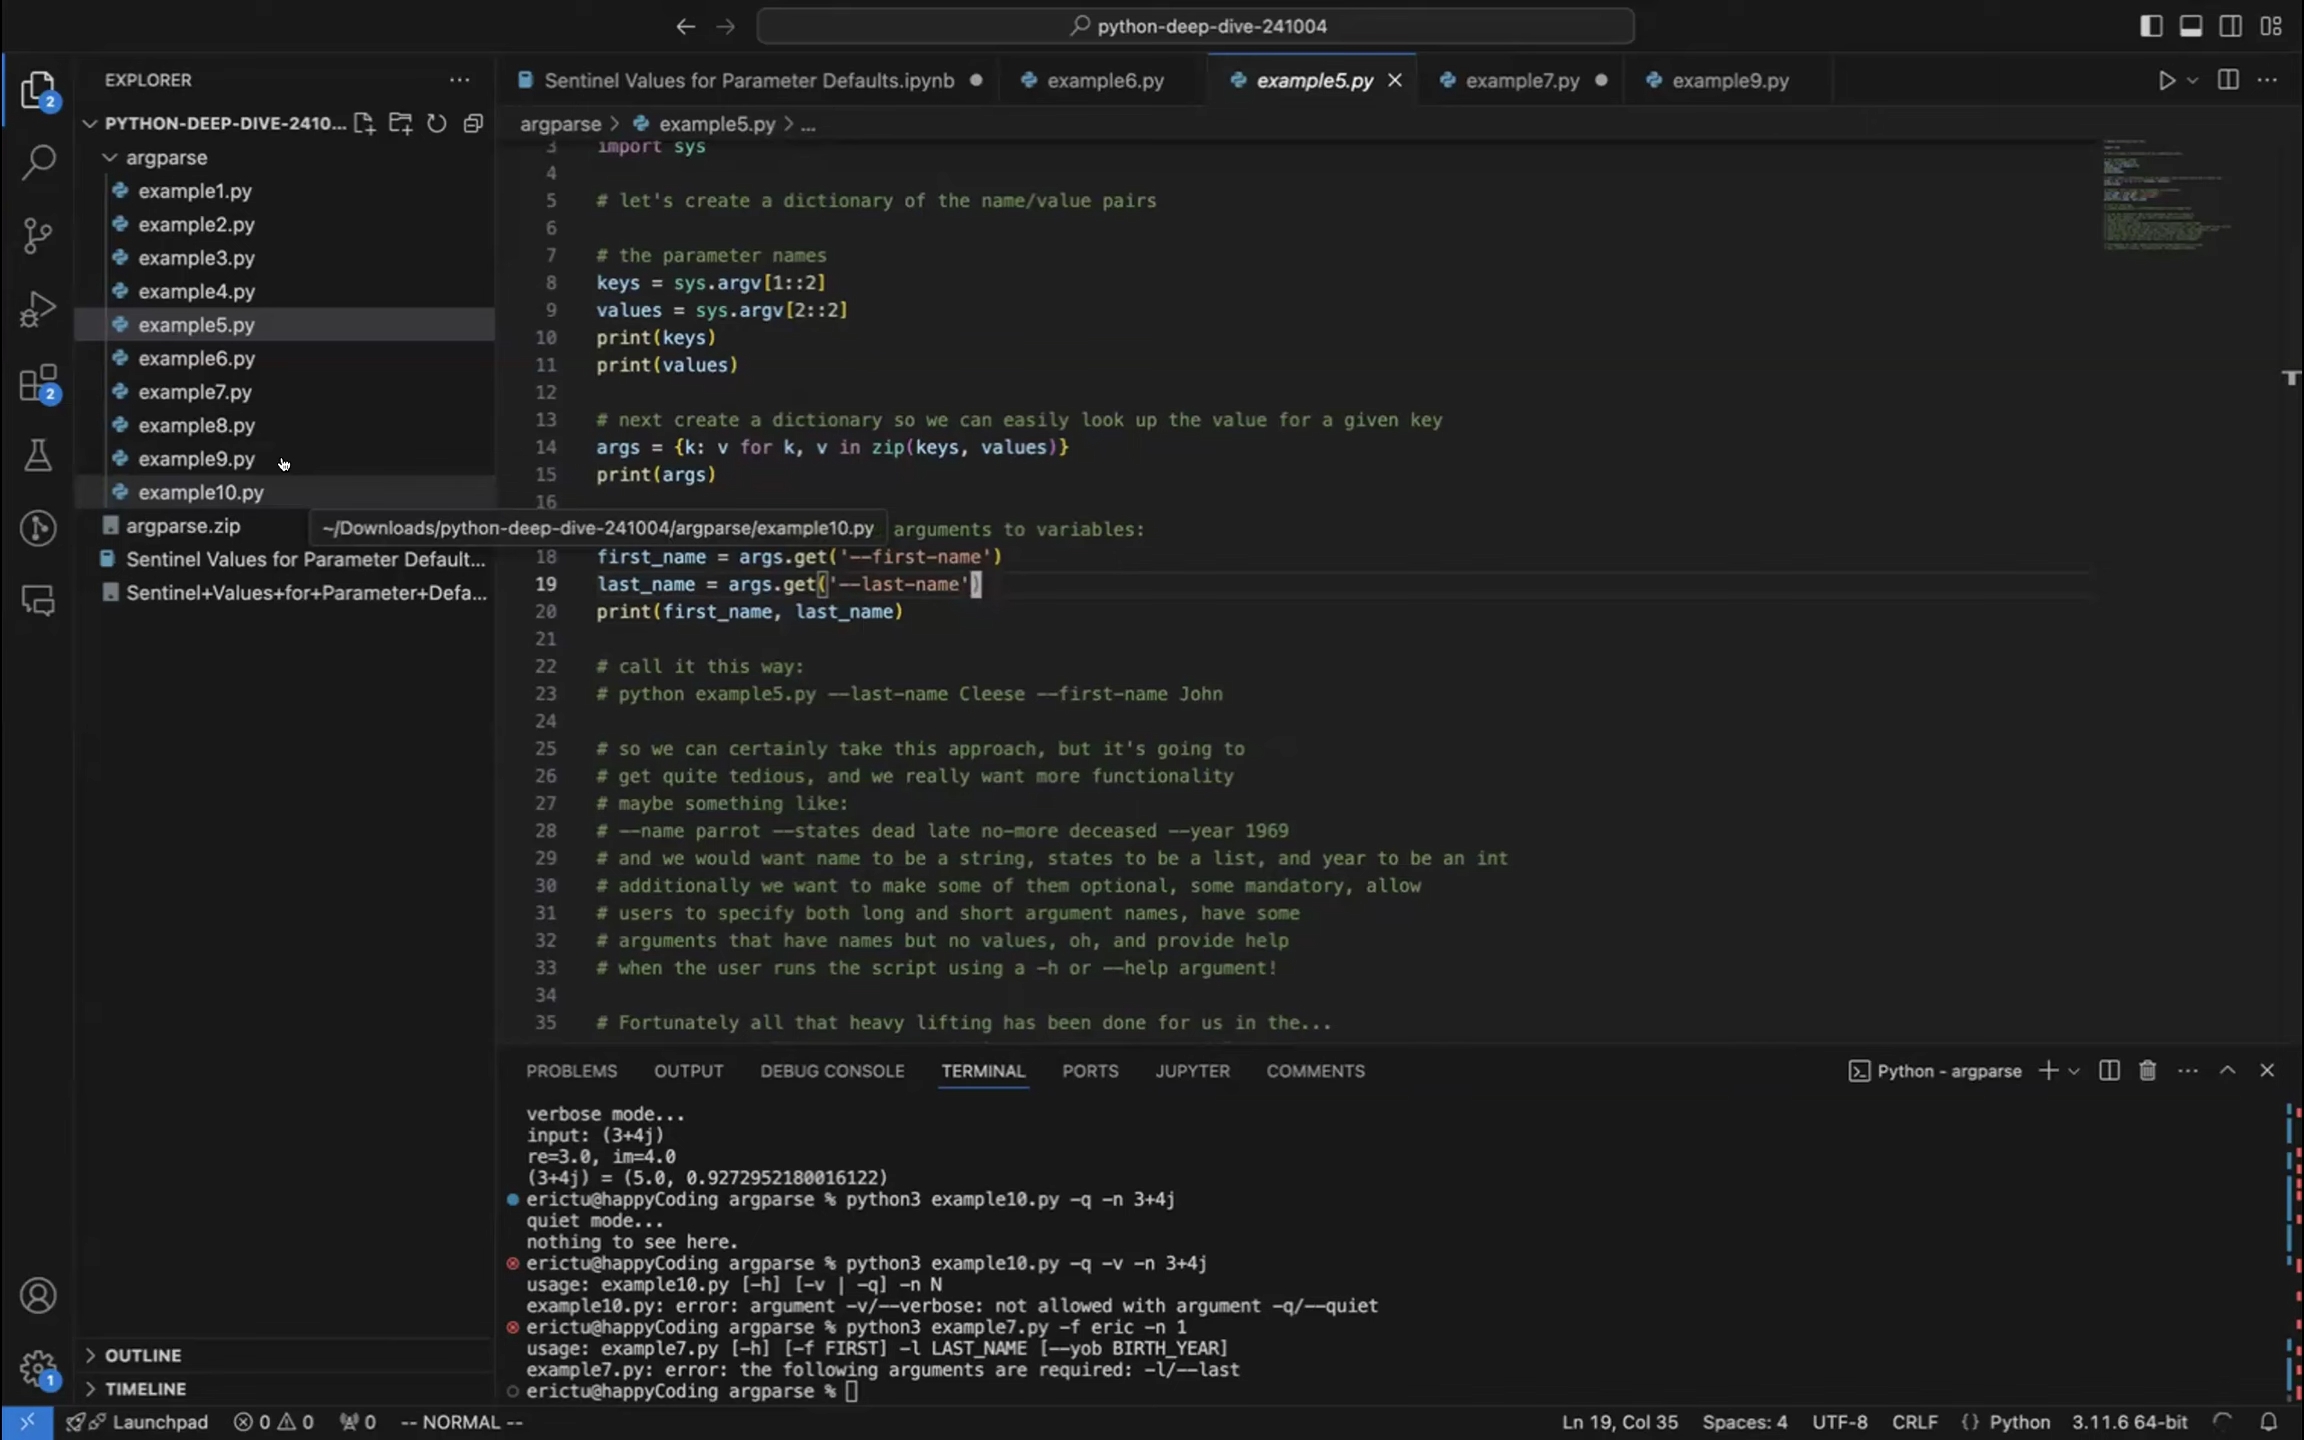 python-deep-dive-241004
EXPLORER
PYTHON-DEEP-DIVE-2410...
argparse
example1.py
example2.py
example3.py
example4.py
example5.py
example6.py
example7.py
example8.py
example9.py
example10.py
argparse.zip
Sentinel Values for Parameter Default...
Sentinel+Values+for+Parameter+Defa...
OUTLINE
TIMELINE
Sentinel Values for Parameter Defaults.ipynb
example6.py
example5.py
example7.py
example9.py
argparse > example5.py > ...
3 import sys
4
5 # let's create a dictionary of the name/value pairs
6
7 # the parameter names
8 keys = sys.argv[1::2]
9 values = sys.argv[2::2]
10 print(keys)
11 print(values)
12
13 # next create a dictionary so we can easily look up the value for a given key
14 args = {k: v for k, v in zip(keys, values)}
15 print(args)
16
~/Downloads/python-deep-dive-241004/argparse/example10.py
arguments to variables:
18 first_name = args.get('--first-name')
19 last_name = args.get('--last-name')
20 print(first_name, last_name)
21
22 # call it this way:
23 # python example5.py --last-name Cleese --first-name John
24
25 # so we can certainly take this approach, but it's going to
26 # get quite tedious, and we really want more functionality
27 # maybe something like:
28 # --name parrot --states dead late no-more deceased --year 1969
29 # and we would want name to be a string, states to be a list, and year to be an int
30 # additionally we want to make some of them optional, some mandatory, allow
31 # users to specify both long and short argument names, have some
32 # arguments that have names but no values, oh, and provide help
33 # when the user runs the script using a -h or --help argument!
34
35 # Fortunately all that heavy lifting has been done for us in the...
PROBLEMS OUTPUT DEBUG CONSOLE TERMINAL PORTS JUPYTER COMMENTS
Python - argparse
verbose mode...
input: (3+4j)
re=3.0, im=4.0
(3+4j) = (5.0, 0.9272952180016122)
erictu@happyCoding argparse % python3 example10.py -q -n 3+4j
quiet mode...
nothing to see here.
erictu@happyCoding argparse % python3 example10.py -q -v -n 3+4j
usage: example10.py [-h] [-v | -q] -n N
example10.py: error: argument -v/--verbose: not allowed with argument -q/--quiet
erictu@happyCoding argparse % python3 example7.py -f eric -n 1
usage: example7.py [-h] [-f FIRST] -l LAST_NAME [--yob BIRTH_YEAR]
example7.py: error: the following arguments are required: -l/--last
erictu@happyCoding argparse %
2
2
1
Launchpad 0 0 0 -- NORMAL --
Ln 19, Col 35 Spaces: 4 UTF-8 CRLF {} Python 3.11.6 64-bit